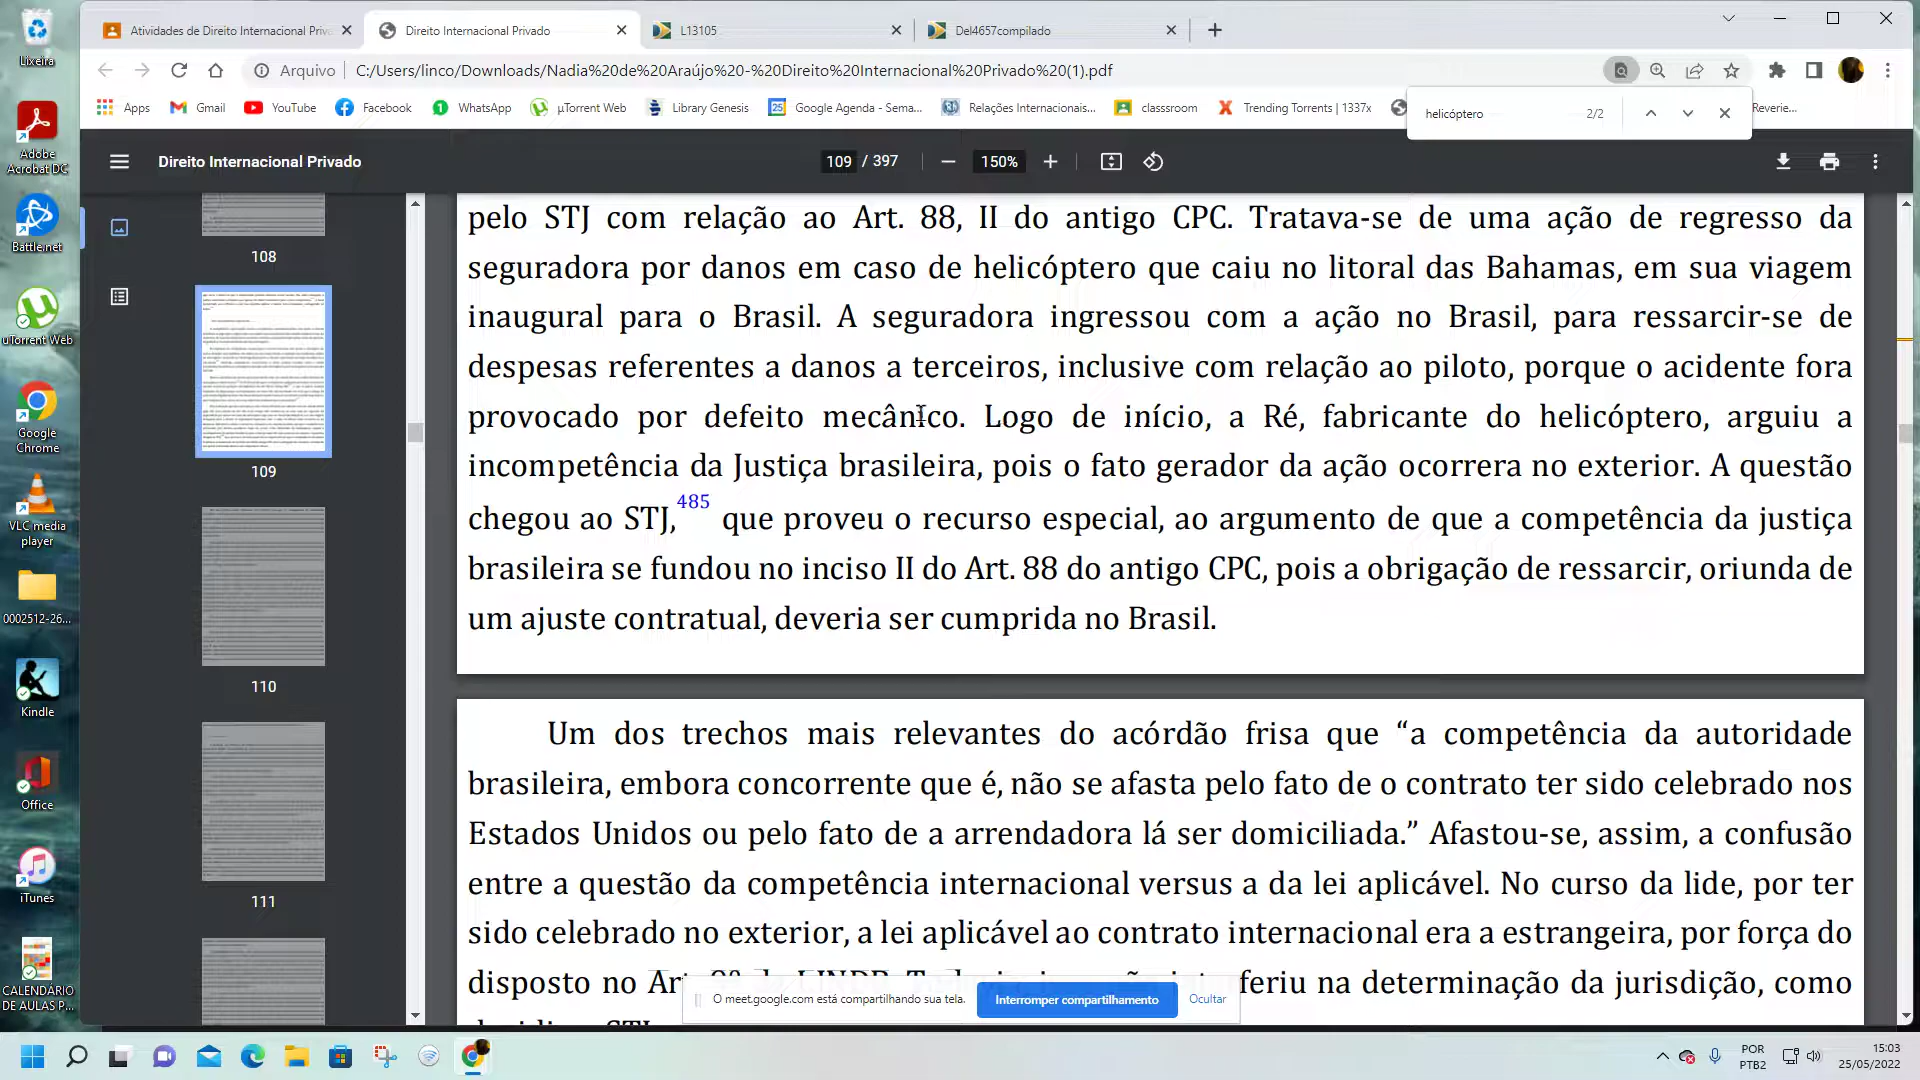 Lixeira
Adobe
Acrobat DC
Battle.net
uTorrent Web
Google
Chrome
VLC media
player
0002512-26...
Kindle
Office
iTunes
CALENDÁRIO
DE AULAS P...
Atividades de Direito Internacional Priv
Direito Internacional Privado
L13105
Del4657compilado
Arquivo
C:/Users/linco/Downloads/Nadia%20de%20Araújo%20-%20Direito%20Internacional%20Privado%20(1).pdf
Apps
Gmail
YouTube
Facebook
WhatsApp
µTorrent Web
Library Genesis
Google Agenda - Sema...
Relações Internacionais...
classsroom
Trending Torrents | 1337x
Reverie...
helicóptero
2/2
Direito Internacional Privado
109 / 397
150%
108
109
110
111
pelo STJ com relação ao Art. 88, II do antigo CPC. Tratava-se de uma ação de regresso da
seguradora por danos em caso de helicóptero que caiu no litoral das Bahamas, em sua viagem
inaugural para o Brasil. A seguradora ingressou com a ação no Brasil, para ressarcir-se de
despesas referentes a danos a terceiros, inclusive com relação ao piloto, porque o acidente fora
provocado por defeito mecânico. Logo de início, a Ré, fabricante do helicóptero, arguiu a
incompetência da Justiça brasileira, pois o fato gerador da ação ocorrera no exterior. A questão
chegou ao STJ,485 que proveu o recurso especial, ao argumento de que a competência da justiça
brasileira se fundou no inciso II do Art. 88 do antigo CPC, pois a obrigação de ressarcir, oriunda de
um ajuste contratual, deveria ser cumprida no Brasil.
Um dos trechos mais relevantes do acórdão frisa que “a competência da autoridade
brasileira, embora concorrente que é, não se afasta pelo fato de o contrato ter sido celebrado nos
Estados Unidos ou pelo fato de a arrendadora lá ser domiciliada.” Afastou-se, assim, a confusão
entre a questão da competência internacional versus a da lei aplicável. No curso da lide, por ter
sido celebrado no exterior, a lei aplicável ao contrato internacional era a estrangeira, por força do
disposto no feriu na determinação da jurisdição, como
O meet.google.com está compartilhando sua tela.
Interromper compartilhamento
Ocultar
POR
PTB2
15:03
25/05/2022